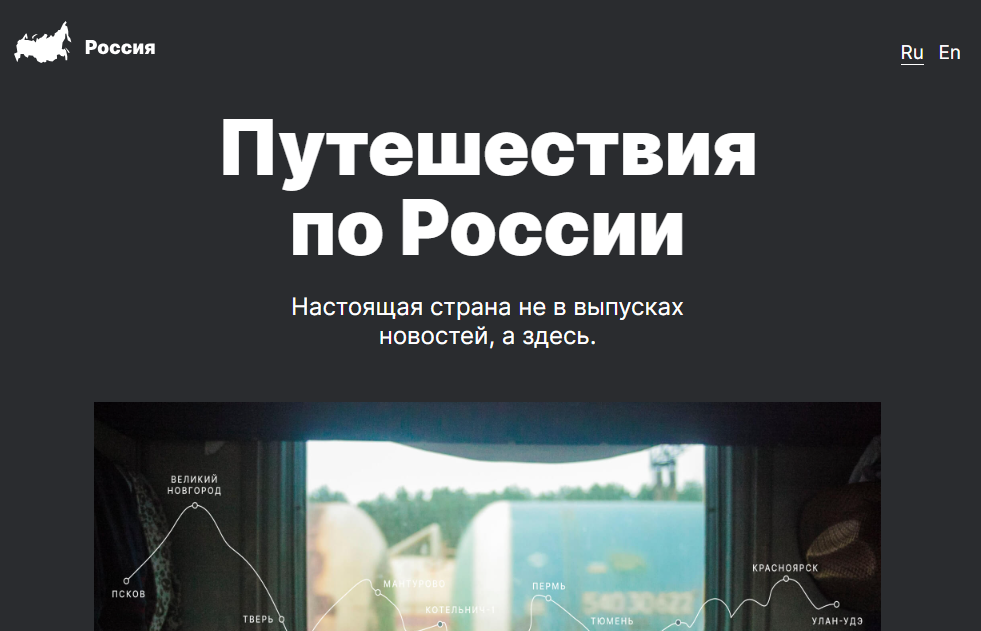 Россия
Ru En
Путешествия
по России
Настоящая страна не в выпусках
новостей, а здесь.
ВЕЛИКИЙ
НОВГОРОД
ПСКОВ
ТВЕРЬ
МАНТУРОВО
КОТЕЛЬНИЧ
ПЕРМЬ
ТЮМЕНЬ
КРАСНОЯРСК
УЛАН-УДЭ